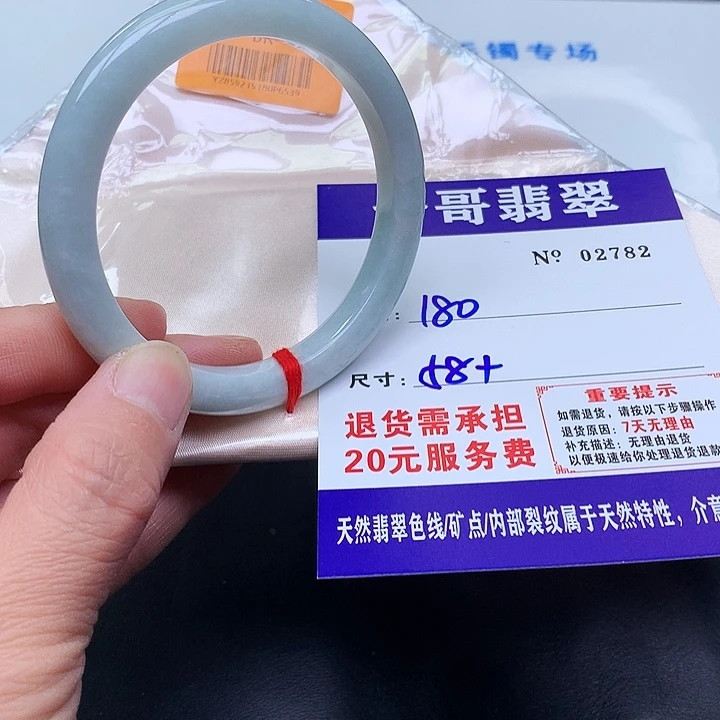 镯专场
YZ859Z3ST80P6539
哥翡翠
Nº 02782
: 180
尺寸: 58+
退货需承担
20元服务费
重要提示
如需退货,请按以下步骤操作
退货原因: 7天无理由
补充描述: 无理由退货
以便极速给你处理退货退款
天然翡翠色线/矿点/内部裂纹属于天然特性,介意